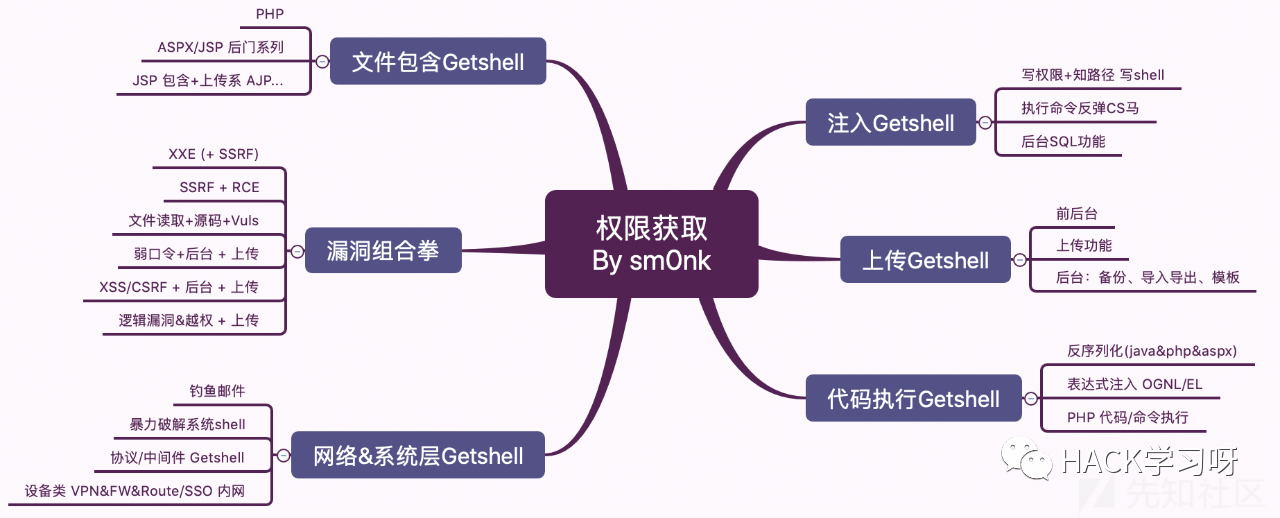 权限获取
By sm0nk
文件包含Getshell
PHP
ASPX/JSP 后门系列
JSP 包含+上传系 AJP...
漏洞组合拳
XXE (+ SSRF)
SSRF + RCE
文件读取+源码+Vuls
弱口令+后台 + 上传
XSS/CSRF + 后台 + 上传
逻辑漏洞&越权 + 上传
网络&系统层Getshell
钓鱼邮件
暴力破解系统shell
协议/中间件 Getshell
设备类 VPN&FW&Route/SSO 内网
注入Getshell
写权限+知路径 写shell
执行命令反弹CS马
后台SQL功能
上传Getshell
前后台
上传功能
后台：备份、导入导出、模板
代码执行Getshell
反序列化(java&php&aspx)
表达式注入 OGNL/EL
PHP 代码/命令执行
HACK学习呀
先知社区